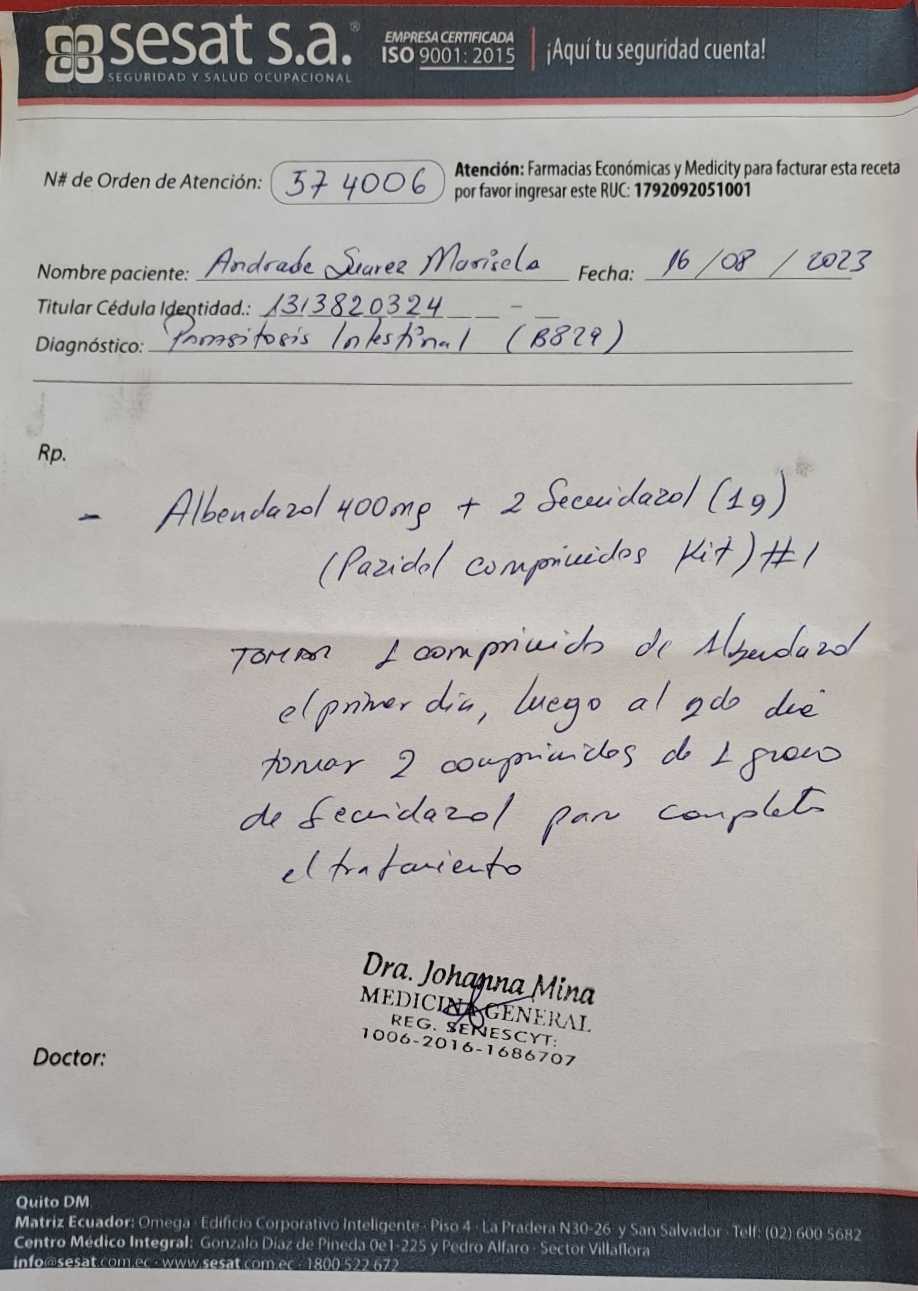 sesat s.a.®
SEGURIDAD Y SALUD OCUPACIONAL
EMPRESA CERTIFICADA
ISO 9001: 2015
¡Aquí tu seguridad cuenta!
N# de Orden de Atención: 374006
Atención: Farmacias Económicas y Medicity para facturar esta receta
por favor ingresar este RUC: 1792092051001
Nombre paciente: Andrade Suarez Marisela Fecha: 16 / 08 / 2023
Titular Cédula Identidad.: 1313820324
Diagnóstico: Parasitosis Intestinal (B829)
Rp.
- Albendazol 400mg + 2 Secnidazol (1g)
(Pazidol comprimidos Kit) #1
TOMAR 1 comprimido de Albendazol
el primer día, luego al 2do día
tomar 2 comprimidos de 1 gramo
de Secnidazol para completar
el tratamiento
Dra. Johanna Mina
MEDICINA GENERAL
REG. SENESCYT:
1006-2016-1686707
Doctor:
Quito DM
Matriz Ecuador: Omega · Edificio Corporativo Inteligente · Piso 4 · La Pradera N30-26 y San Salvador · Telf: (02) 600 5682
Centro Médico Integral: Gonzalo Díaz de Pineda Oe1-225 y Pedro Alfaro · Sector Villaflora
info@sesat.com.ec · www.sesat.com.ec · 1800 522 672